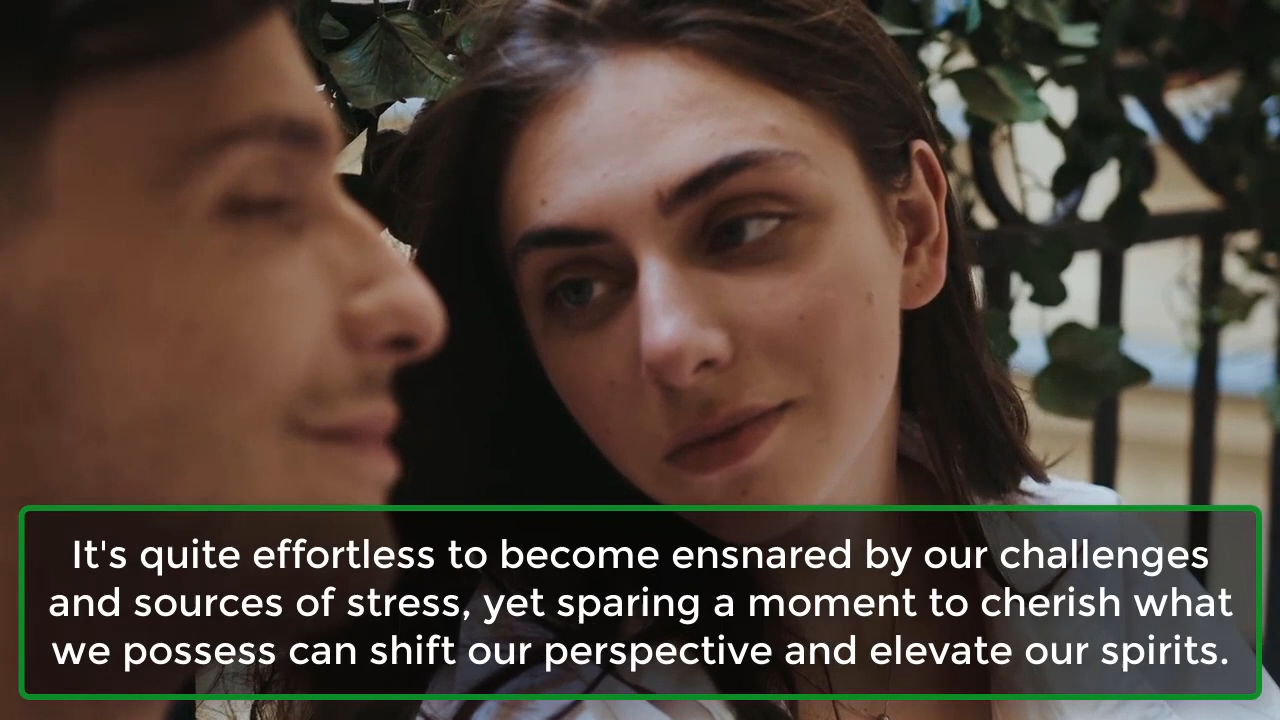 It's quite effortless to become ensnared by our challenges
and sources of stress, yet sparing a moment to cherish what
we possess can shift our perspective and elevate our spirits.